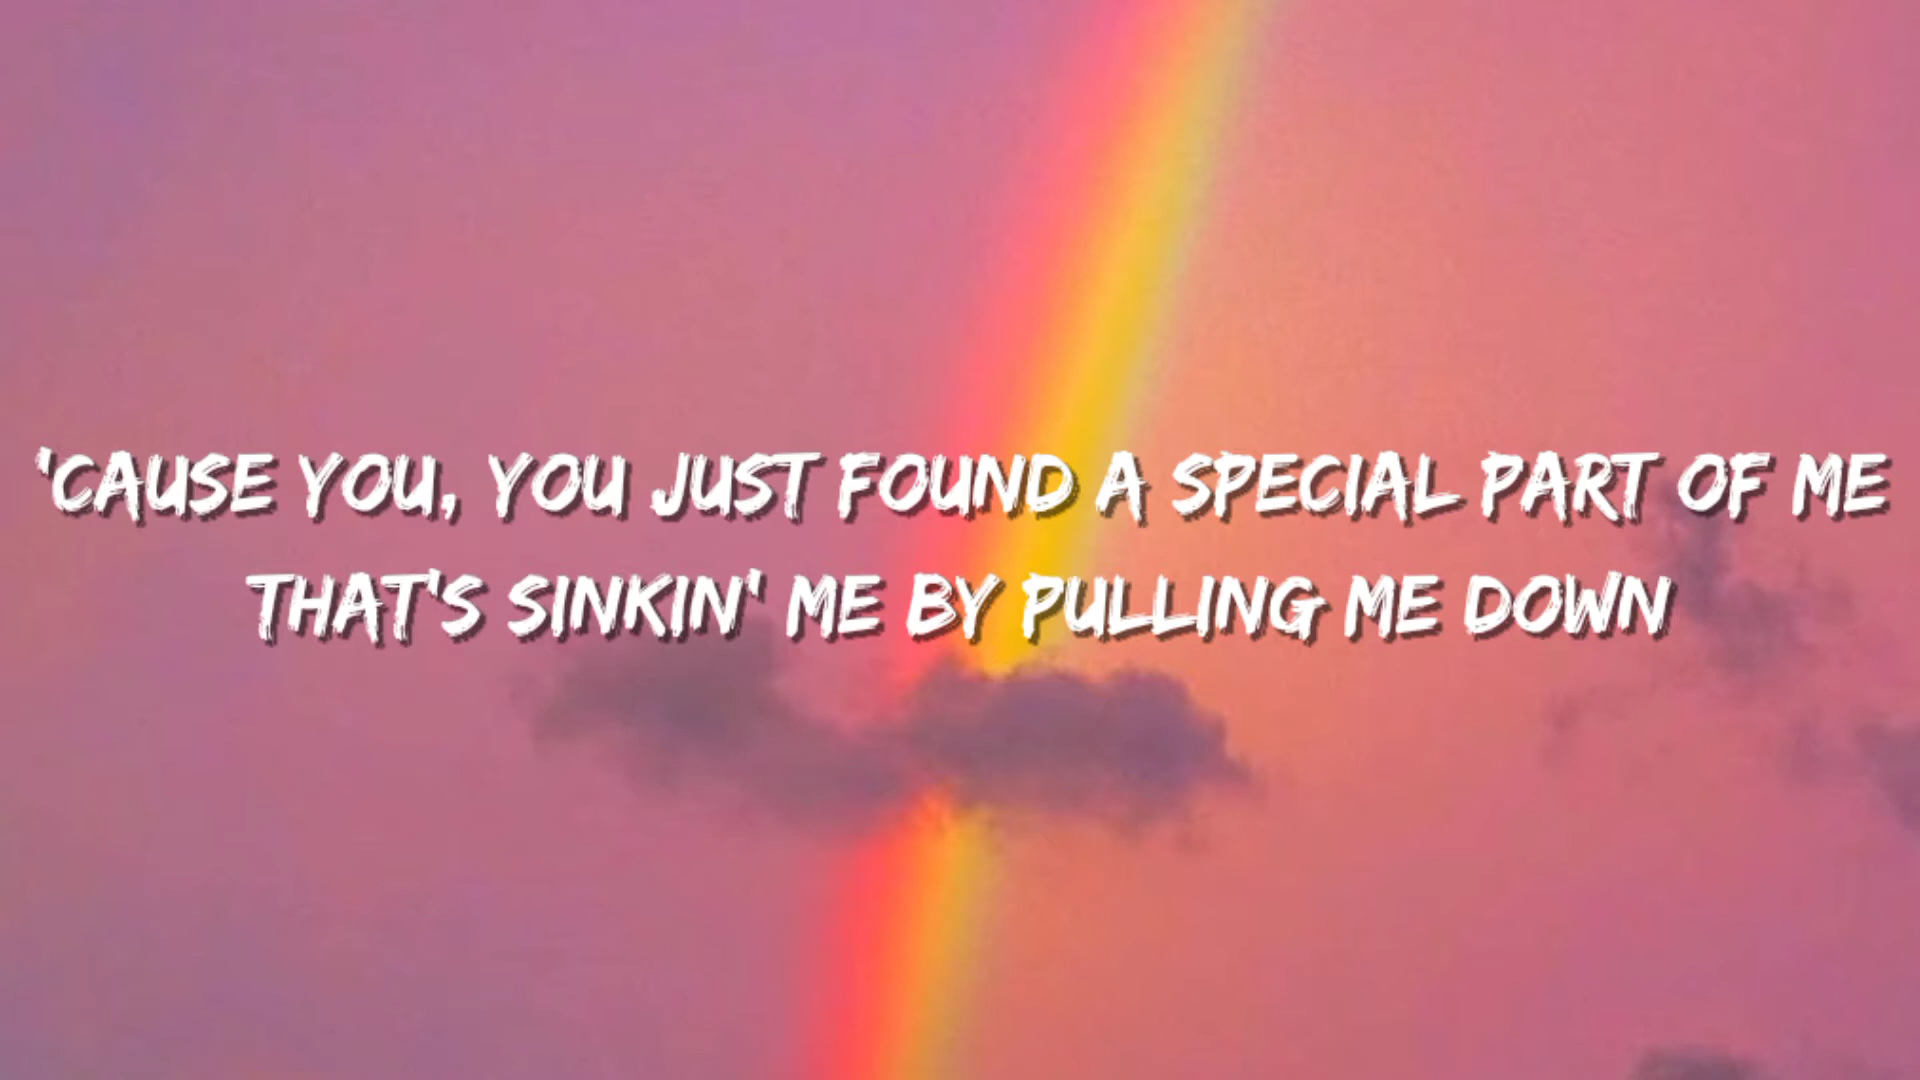 'CAUSE YOU, YOU JUST FOUND A SPECIAL PART OF ME
THAT'S SINKIN' ME BY PULLING ME DOWN